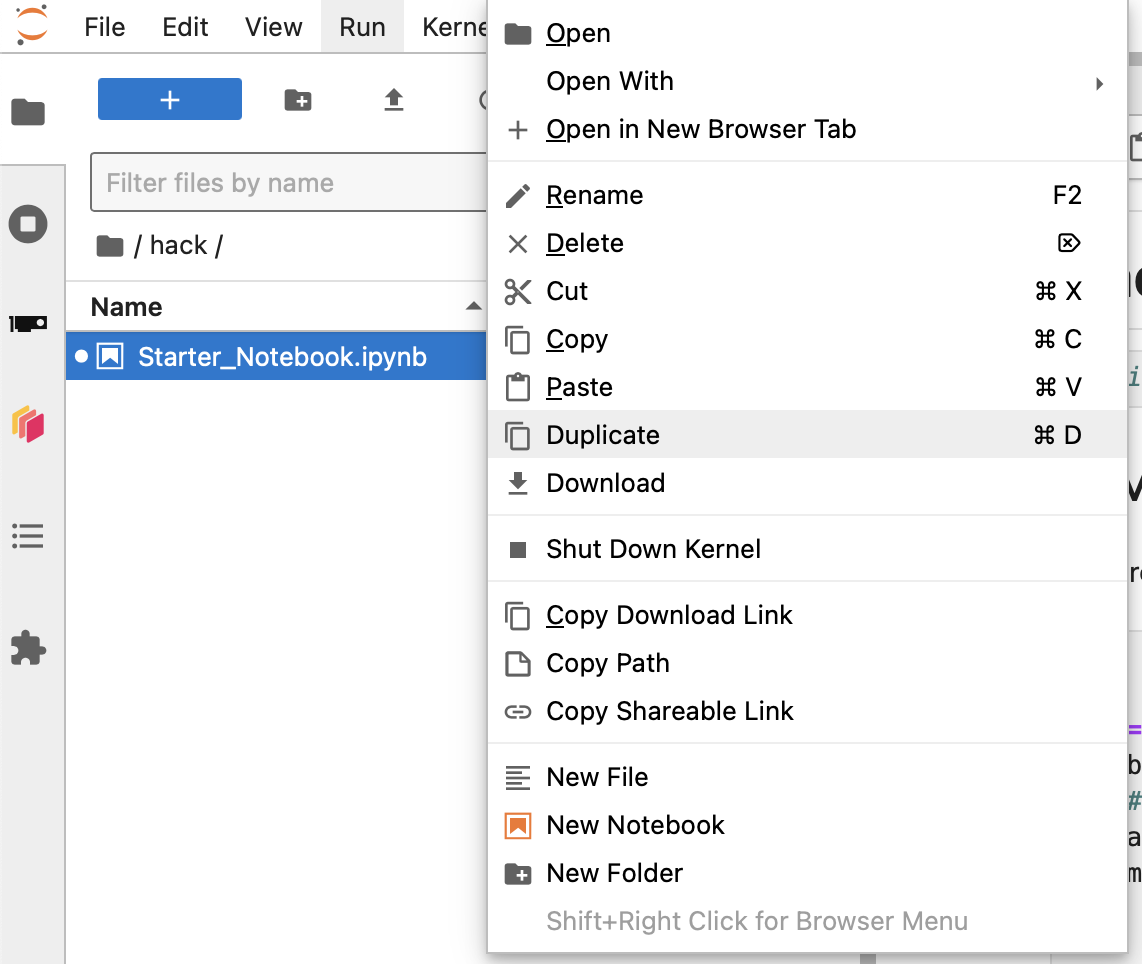 File Edit View Run Kerne
Open
Open With
+ Open in New Browser Tab
Filter files by name
Rename F2
/ hack /
Delete
Cut ⌘ X
Name
Copy ⌘ C
Starter_Notebook.ipynb
Paste ⌘ V
Duplicate ⌘ D
Download
Shut Down Kernel
Copy Download Link
Copy Path
Copy Shareable Link
New File
New Notebook
New Folder
Shift+Right Click for Browser Menu